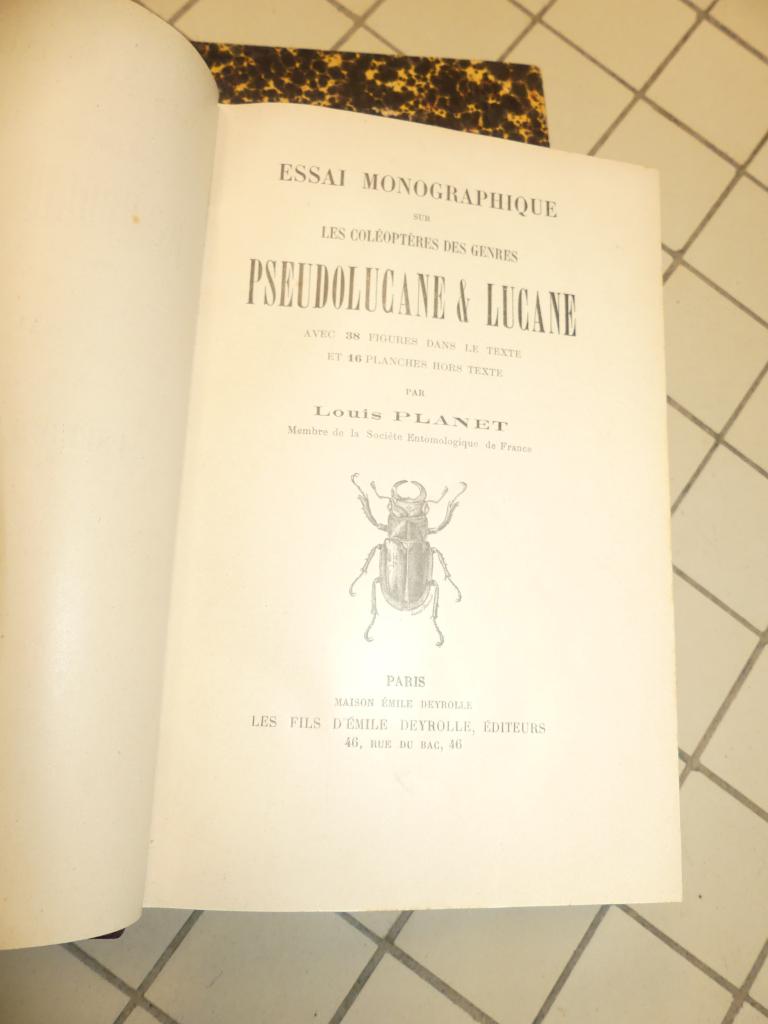 ESSAI MONOGRAPHIQUE
SUR
LES COLÉOPTÈRES DES GENRES
PSEUDOLUCANE & LUCANE
AVEC 38 FIGURES DANS LE TEXTE
ET 16 PLANCHES HORS TEXTE
PAR
Louis PLANET
Membre de la Société Entomologique de France
PARIS
MAISON ÉMILE DEYROLLE
LES FILS D'ÉMILE DEYROLLE, ÉDITEURS
46, RUE DU BAC, 46